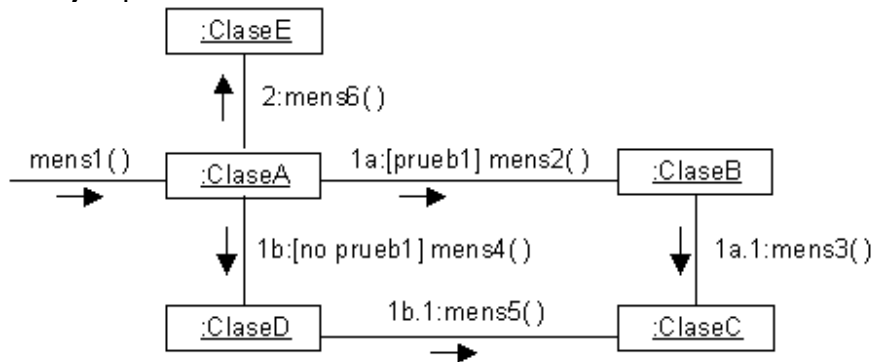 :ClaseE
2:mens6( )
mens1( )
:ClaseA
1a:[prueb1] mens2( )
:ClaseB
1b:[no prueb1] mens4( )
1a.1:mens3( )
:ClaseD
1b.1:mens5( )
:ClaseC